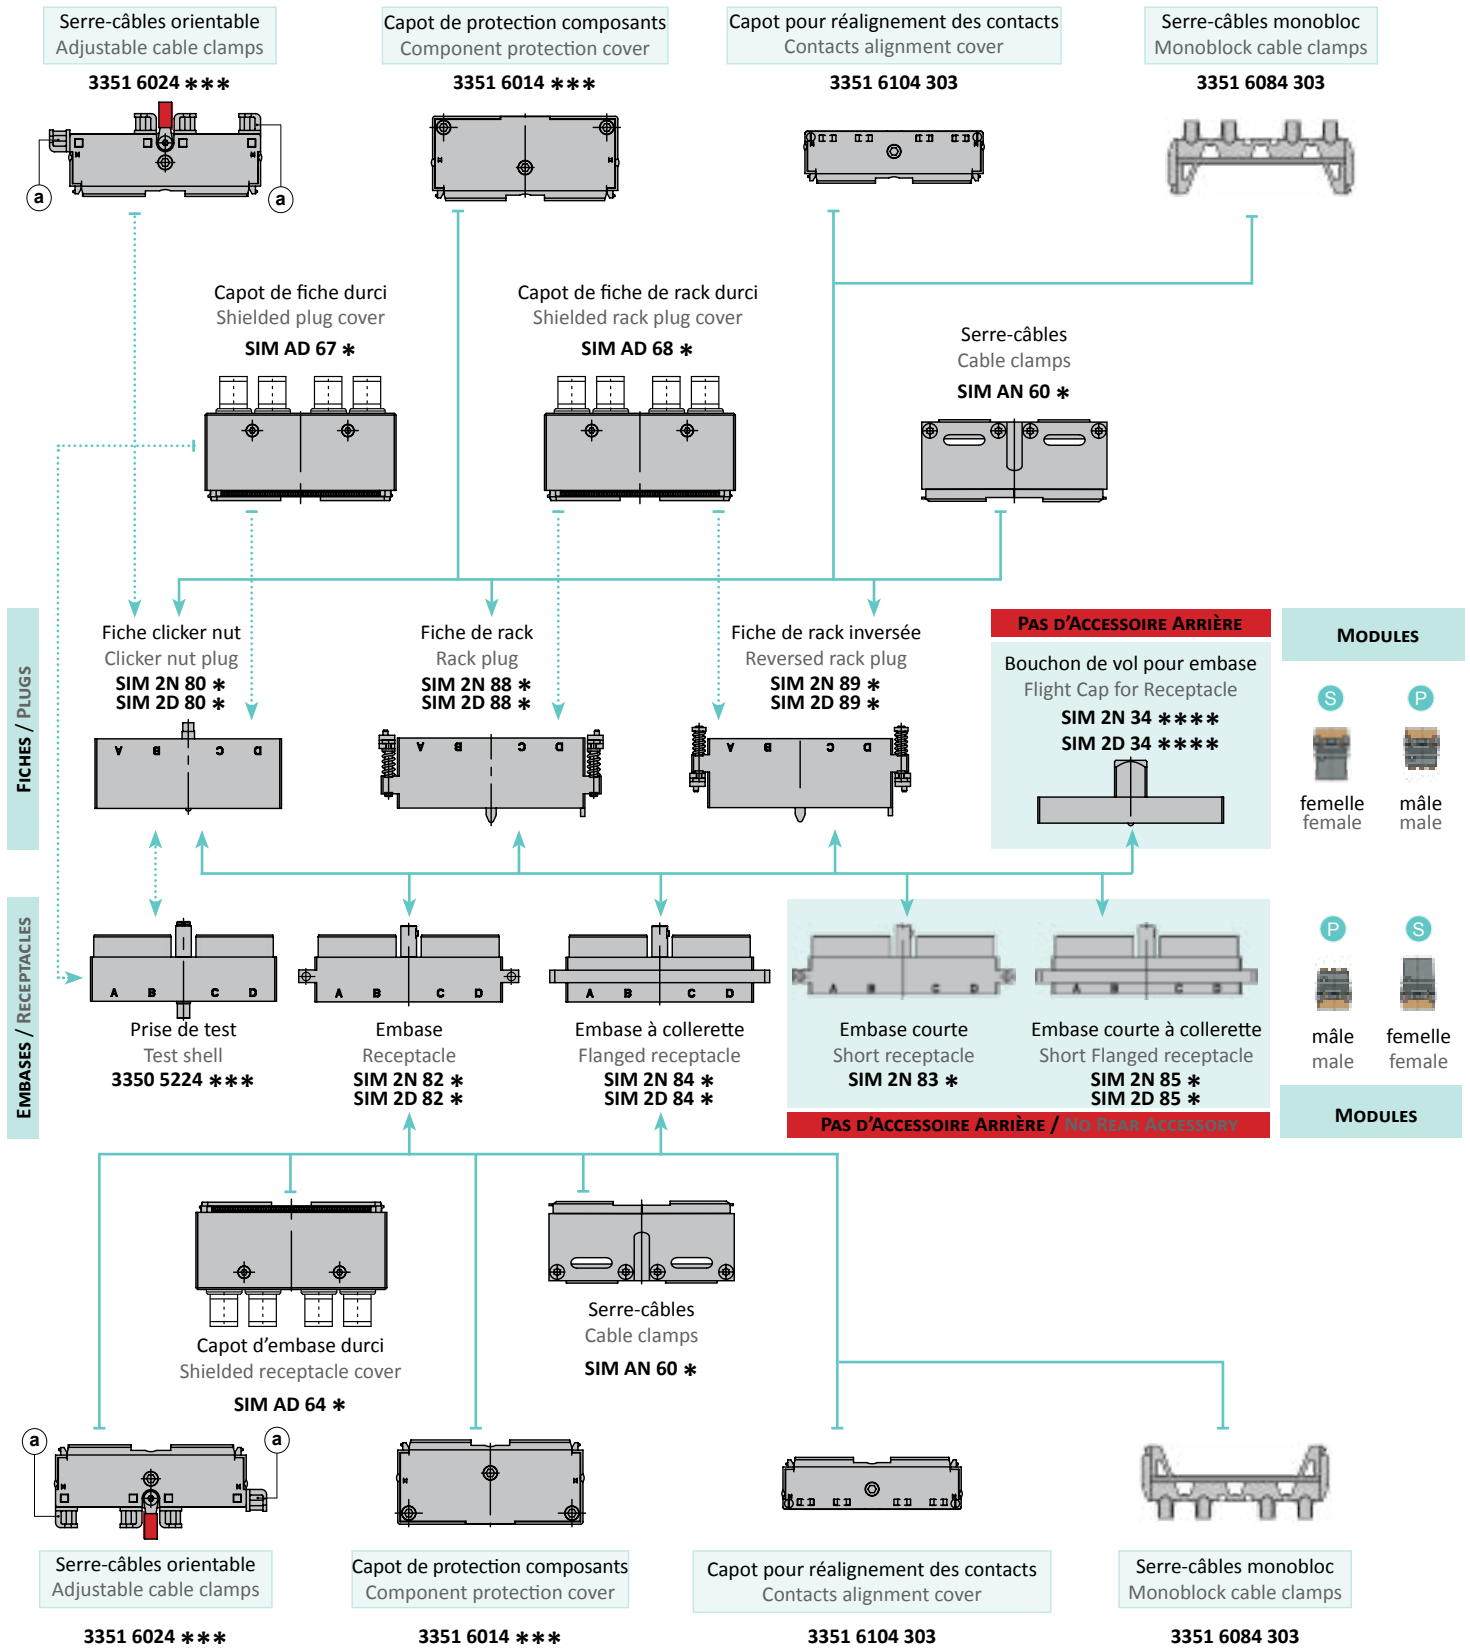 Serre-câbles orientable
Adjustable cable clamps
3351 6024 ***
Capot de protection composants
Component protection cover
3351 6014 ***
Capot pour réalignement des contacts
Contacts alignment cover
3351 6104 303
Serre-câbles monobloc
Monoblock cable clamps
3351 6084 303
a
a
Capot de fiche durci
Shielded plug cover
SIM AD 67 *
Capot de fiche de rack durci
Shielded rack plug cover
SIM AD 68 *
Serre-câbles
Cable clamps
SIM AN 60 *
FICHES / PLUGS
Fiche clicker nut
Clicker nut plug
SIM 2N 80 *
SIM 2D 80 *
A B C D
Fiche de rack
Rack plug
SIM 2N 88 *
SIM 2D 88 *
A B C D
Fiche de rack inversée
Reversed rack plug
SIM 2N 89 *
SIM 2D 89 *
A B C D
PAS D'ACCESSOIRE ARRIÈRE
Bouchon de vol pour embase
Flight Cap for Receptacle
SIM 2N 34 ****
SIM 2D 34 ****
MODULES
S
P
femelle
female
mâle
male
EMBASES / RECEPTACLES
A B C D
Prise de test
Test shell
3350 5224 ***
A B C D
Embase
Receptacle
SIM 2N 82 *
SIM 2D 82 *
A B C D
Embase à collerette
Flanged receptacle
SIM 2N 84 *
SIM 2D 84 *
A B C D
Embase courte
Short receptacle
SIM 2N 83 *
A B C D
Embase courte à collerette
Short Flanged receptacle
SIM 2N 85 *
SIM 2D 85 *
PAS D'ACCESSOIRE ARRIÈRE / NO REAR ACCESSORY
P
S
mâle
male
femelle
female
MODULES
Capot d'embase durci
Shielded receptacle cover
SIM AD 64 *
Serre-câbles
Cable clamps
SIM AN 60 *
a
a
Serre-câbles orientable
Adjustable cable clamps
3351 6024 ***
Capot de protection composants
Component protection cover
3351 6014 ***
Capot pour réalignement des contacts
Contacts alignment cover
3351 6104 303
Serre-câbles monobloc
Monoblock cable clamps
3351 6084 303